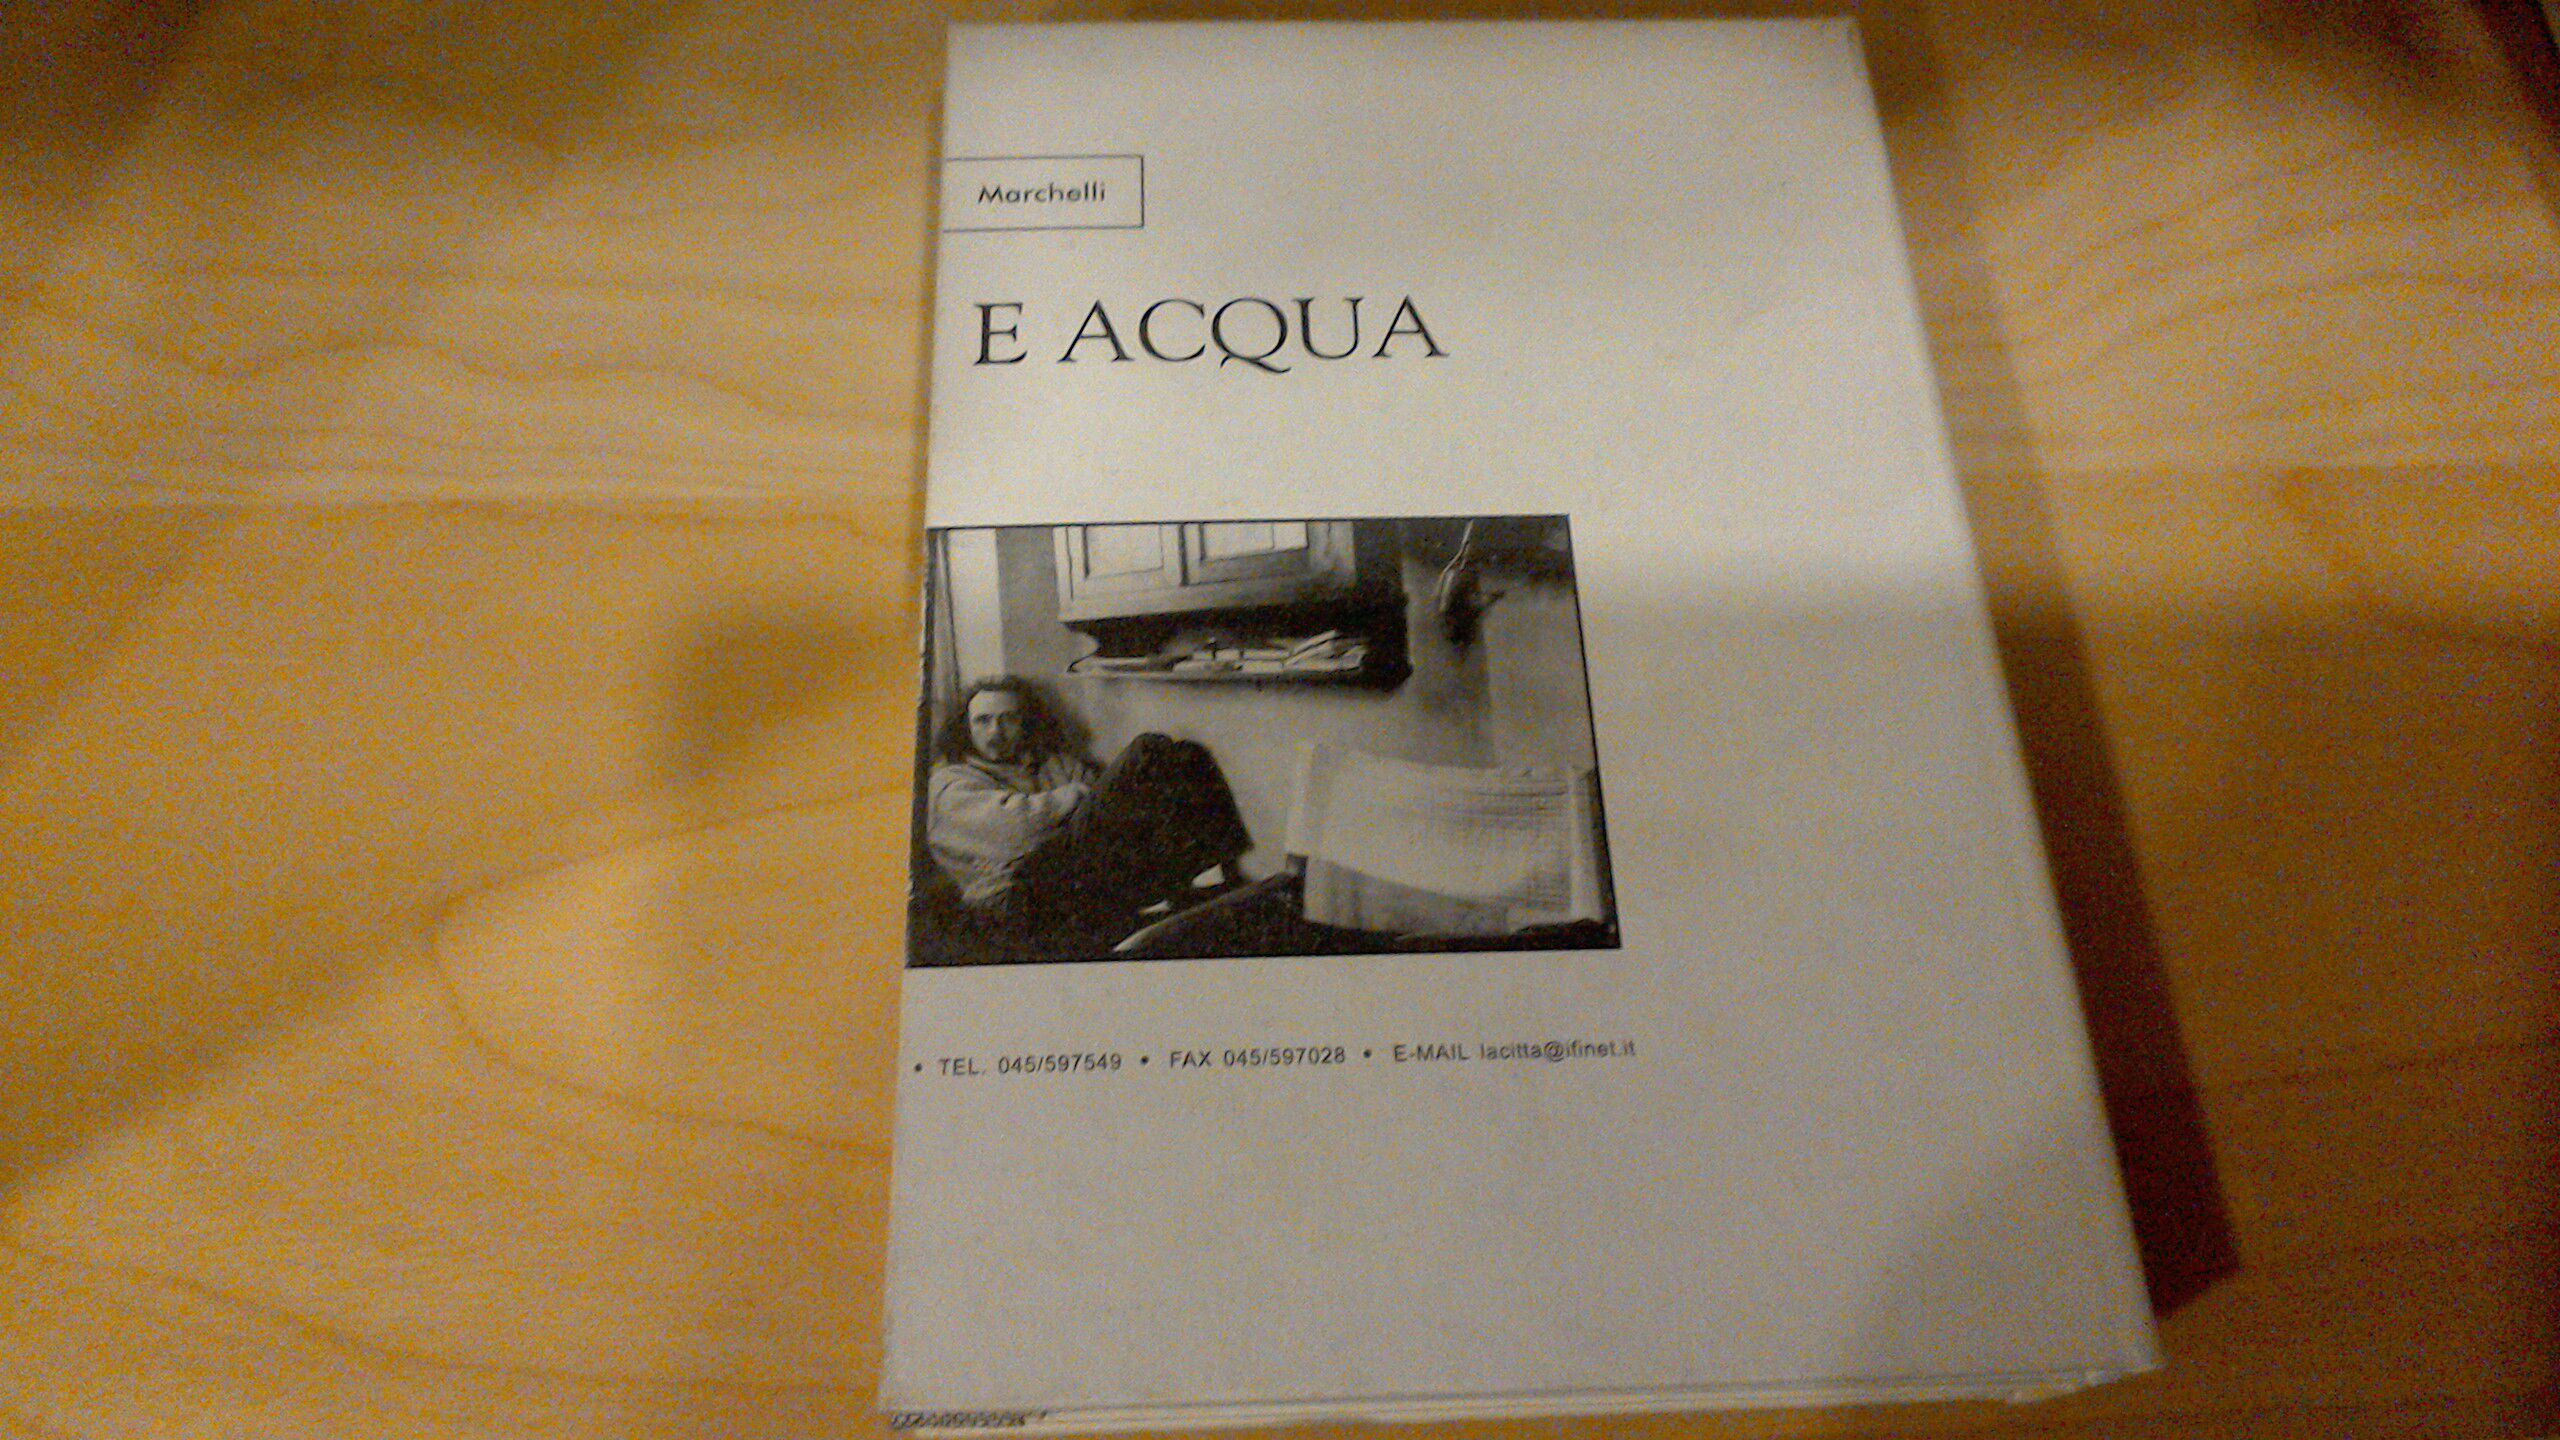 Marchelli
E ACQUA
• TEL. 045/597549 • FAX 045/597028 • E-MAIL lacitta@ifinet.it